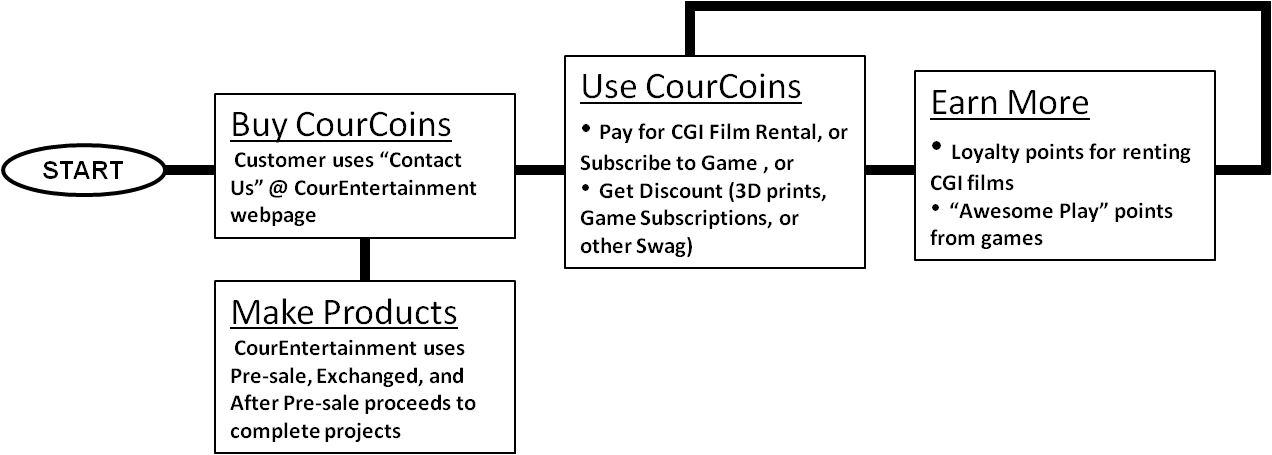 START
Buy CourCoins
Customer uses “Contact
Us” @ CourEntertainment
webpage
Make Products
CourEntertainment uses
Pre-sale, Exchanged, and
After Pre-sale proceeds to
complete projects
Use CourCoins
• Pay for CGI Film Rental, or
Subscribe to Game , or
• Get Discount (3D prints,
Game Subscriptions, or
other Swag)
Earn More
• Loyalty points for renting
CGI films
• “Awesome Play” points
from games